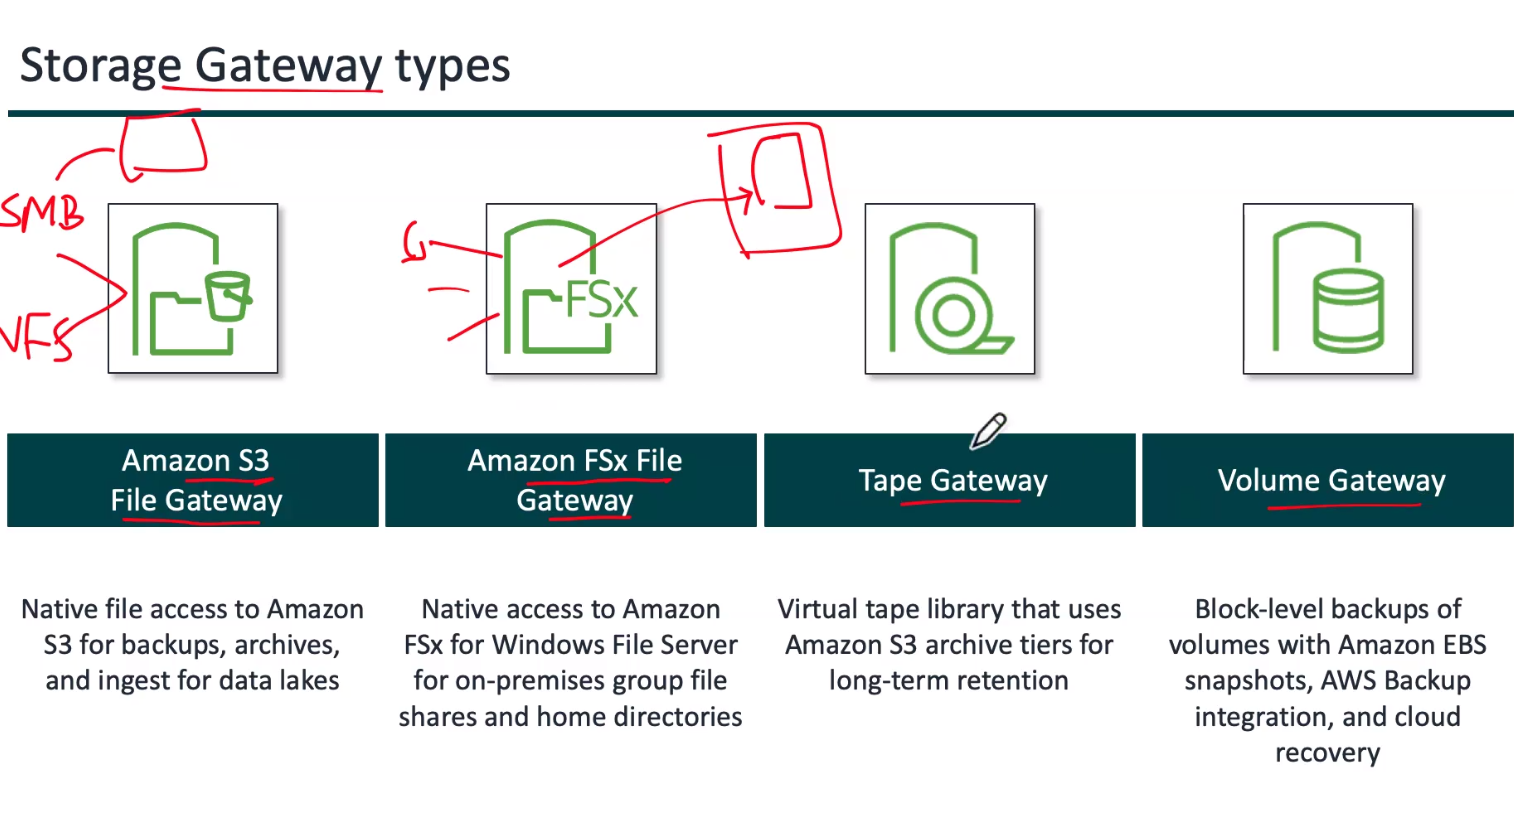 Storage Gateway types
SMB
NFS
G
FSx
Amazon S3
File Gateway
Amazon FSx File
Gateway
Tape Gateway
Volume Gateway
Native file access to Amazon
S3 for backups, archives,
and ingest for data lakes
Native access to Amazon
FSx for Windows File Server
for on-premises group file
shares and home directories
Virtual tape library that uses
Amazon S3 archive tiers for
long-term retention
Block-level backups of
volumes with Amazon EBS
snapshots, AWS Backup
integration, and cloud
recovery